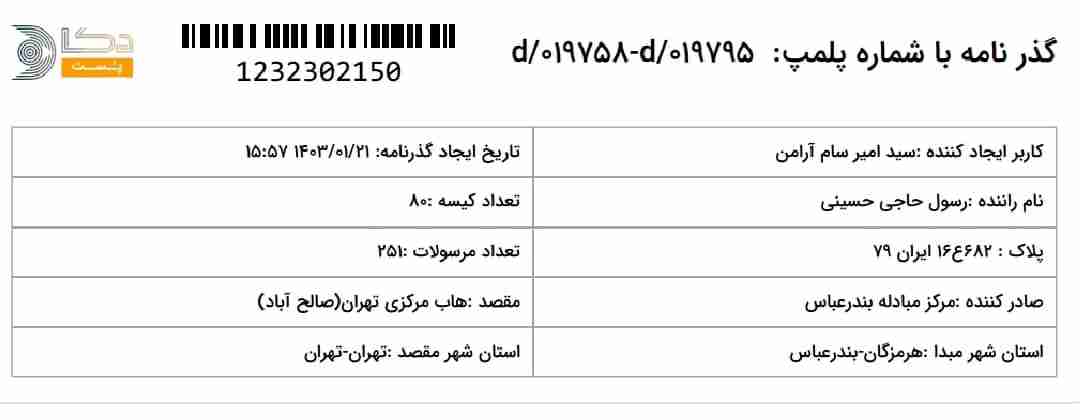 گذر نامه با شماره پلمپ: d/۰۱۹۷۵۸-d/۰۱۹۷۹۵
1232302150
دکا
پست
کاربر ایجاد کننده :سید امیر سام آرامن
تاریخ ایجاد گذرنامه: ۱۴۰۳/۰۱/۲۱ ۱۵:۵۷
نام راننده :رسول حاجی حسینی
تعداد کیسه :۸۰
پلاک : ۶۸۲ع۱۶ ایران ۷۹
تعداد مرسولات :۲۵۱
صادر کننده :مرکز مبادله بندرعباس
مقصد :هاب مرکزی تهران(صالح آباد)
استان شهر مبدا :هرمزگان-بندرعباس
استان شهر مقصد :تهران-تهران